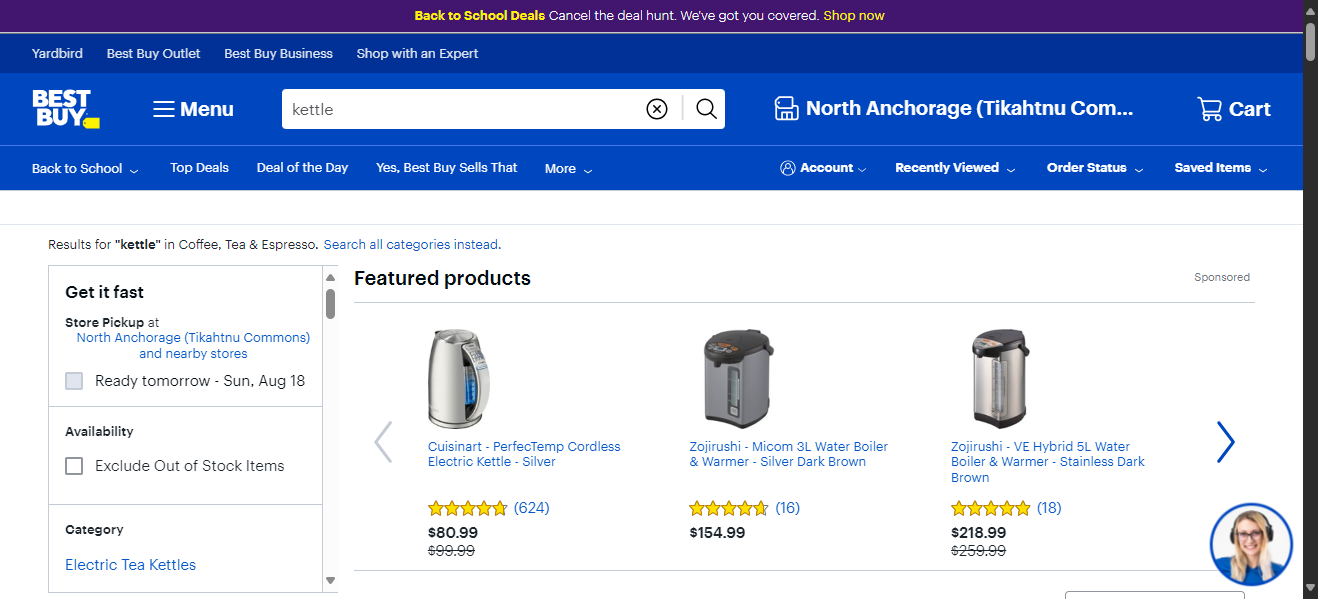 Back to School Deals Cancel the deal hunt. We've got you covered. Shop now
Yardbird Best Buy Outlet Best Buy Business Shop with an Expert
BEST BUY
Menu
kettle
North Anchorage (Tikahtnu Com...
Cart
Back to School Top Deals Deal of the Day Yes, Best Buy Sells That More Account Recently Viewed Order Status Saved Items
Results for "kettle" in Coffee, Tea & Espresso. Search all categories instead.
Get it fast
Store Pickup at
North Anchorage (Tikahtnu Commons)
and nearby stores
Ready tomorrow - Sun, Aug 18
Availability
Exclude Out of Stock Items
Category
Electric Tea Kettles
Featured products
Sponsored
Cuisinart - PerfecTemp Cordless
Electric Kettle - Silver
(624)
$80.99
$99.99
Zojirushi - Micom 3L Water Boiler
& Warmer - Silver Dark Brown
(16)
$154.99
Zojirushi - VE Hybrid 5L Water
Boiler & Warmer - Stainless Dark
Brown
(18)
$218.99
$259.99